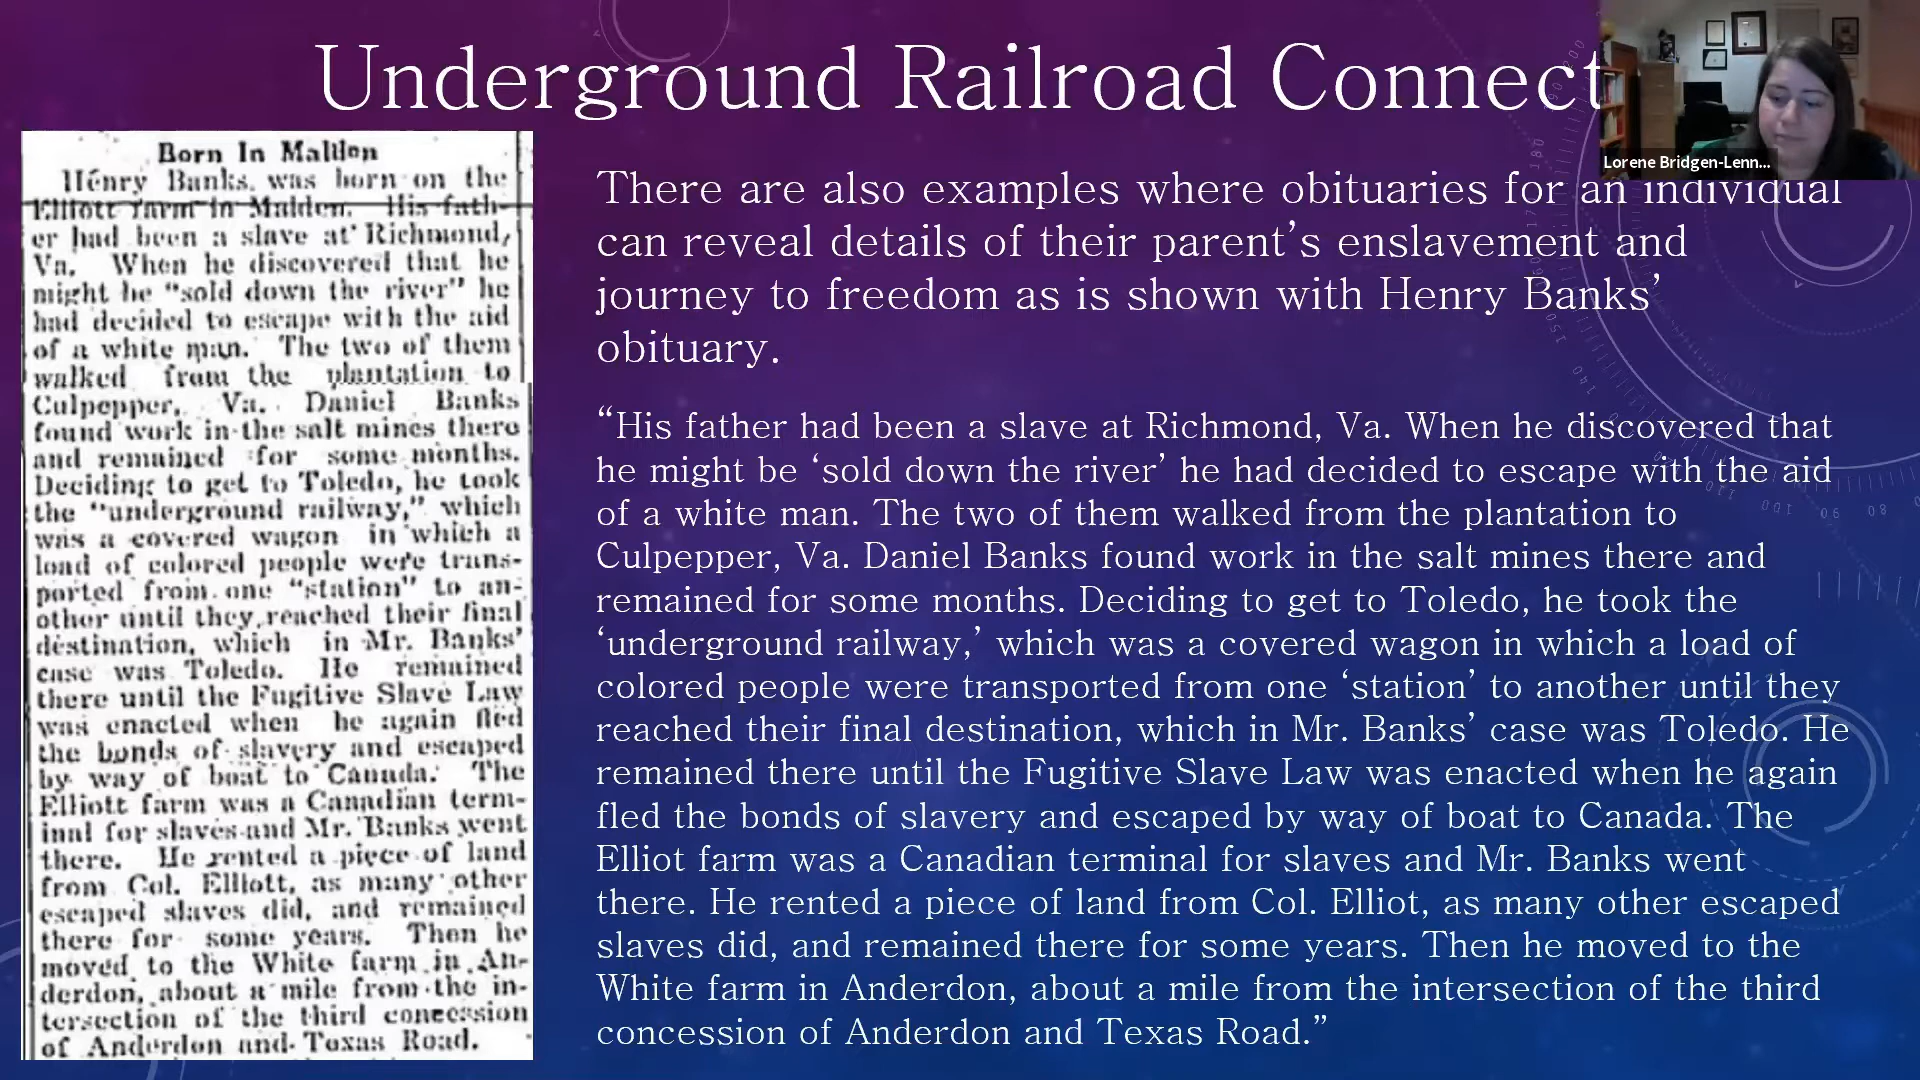 Underground Railroad Connect
Lorene Bridgen-Lenn...
Born In Malden
Henry Banks, was born on the
Elliott farm in Malden. His fath-
er had been a slave at Richmond,
Va. When he discovered that he
might be "sold down the river" he
had decided to escape with the aid
of a white man. The two of them
walked from the plantation to
Culpepper, Va. Daniel Banks
found work in the salt mines there
and remained for some months.
Deciding to get to Toledo, he took
the "underground railway," which
was a covered wagon in which a
load of colored people were trans-
ported from one "station" to an-
other until they reached their final
destination, which in Mr. Banks'
case was Toledo. He remained
there until the Fugitive Slave Law
was enacted when he again fled
the bonds of slavery and escaped
by way of boat to Canada. The
Elliott farm was a Canadian term-
inal for slaves and Mr. Banks went
there. He rented a piece of land
from Col. Elliott, as many other
escaped slaves did, and remained
there for some years. Then he
moved to the White farm in An-
derdon, about a mile from the in-
tersection of the third concession
of Anderdon and Texas Road.
There are also examples where obituaries for an individual
can reveal details of their parent’s enslavement and
journey to freedom as is shown with Henry Banks’
obituary.
“His father had been a slave at Richmond, Va. When he discovered that
he might be ‘sold down the river’ he had decided to escape with the aid
of a white man. The two of them walked from the plantation to
Culpepper, Va. Daniel Banks found work in the salt mines there and
remained for some months. Deciding to get to Toledo, he took the
‘underground railway,’ which was a covered wagon in which a load of
colored people were transported from one ‘station’ to another until they
reached their final destination, which in Mr. Banks’ case was Toledo. He
remained there until the Fugitive Slave Law was enacted when he again
fled the bonds of slavery and escaped by way of boat to Canada. The
Elliot farm was a Canadian terminal for slaves and Mr. Banks went
there. He rented a piece of land from Col. Elliot, as many other escaped
slaves did, and remained there for some years. Then he moved to the
White farm in Anderdon, about a mile from the intersection of the third
concession of Anderdon and Texas Road.”